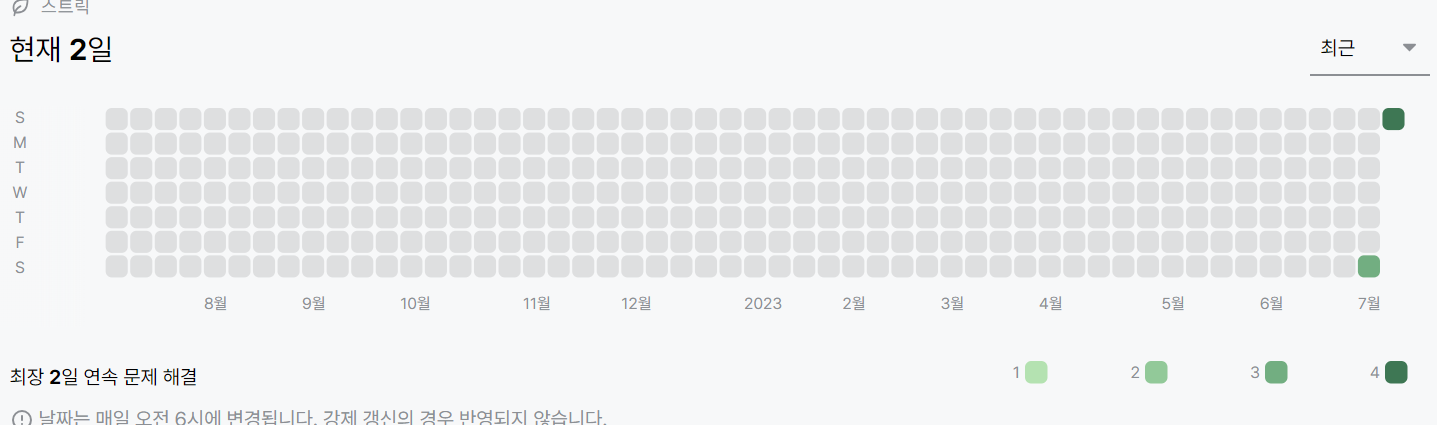 스트릭
현재 2일
최근
S
M
T
W
T
F
S
8월 9월 10월 11월 12월 2023 2월 3월 4월 5월 6월 7월
1 2 3 4
최장 2일 연속 문제 해결
날짜는 매일 오전 6시에 변경됩니다. 강제 갱신의 경우 반영되지 않습니다.